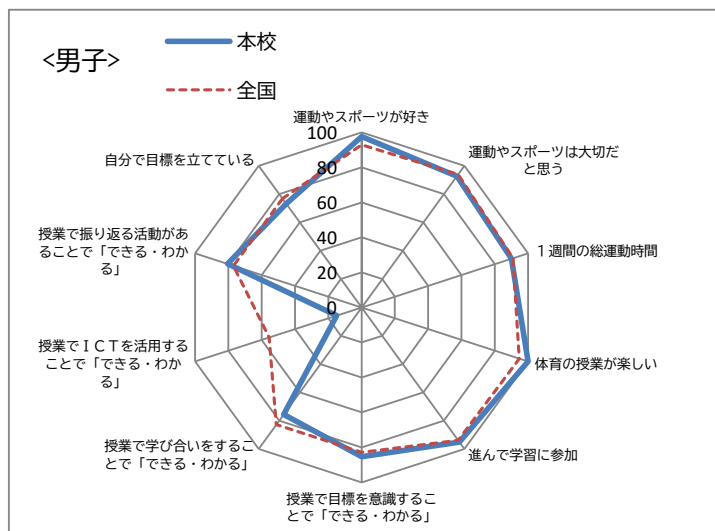 <男子>
本校
全国
運動やスポーツが好き
運動やスポーツは大切だ
と思う
１週間の総運動時間
体育の授業が楽しい
進んで学習に参加
授業で目標を意識するこ
とで「できる・わかる」
授業で学び合いをするこ
とで「できる・わかる」
授業でＩＣＴを活用する
ことで「できる・わか
る」
授業で振り返る活動があ
ることで「できる・わか
る」
自分で目標を立てている
100
80
60
40
20
0